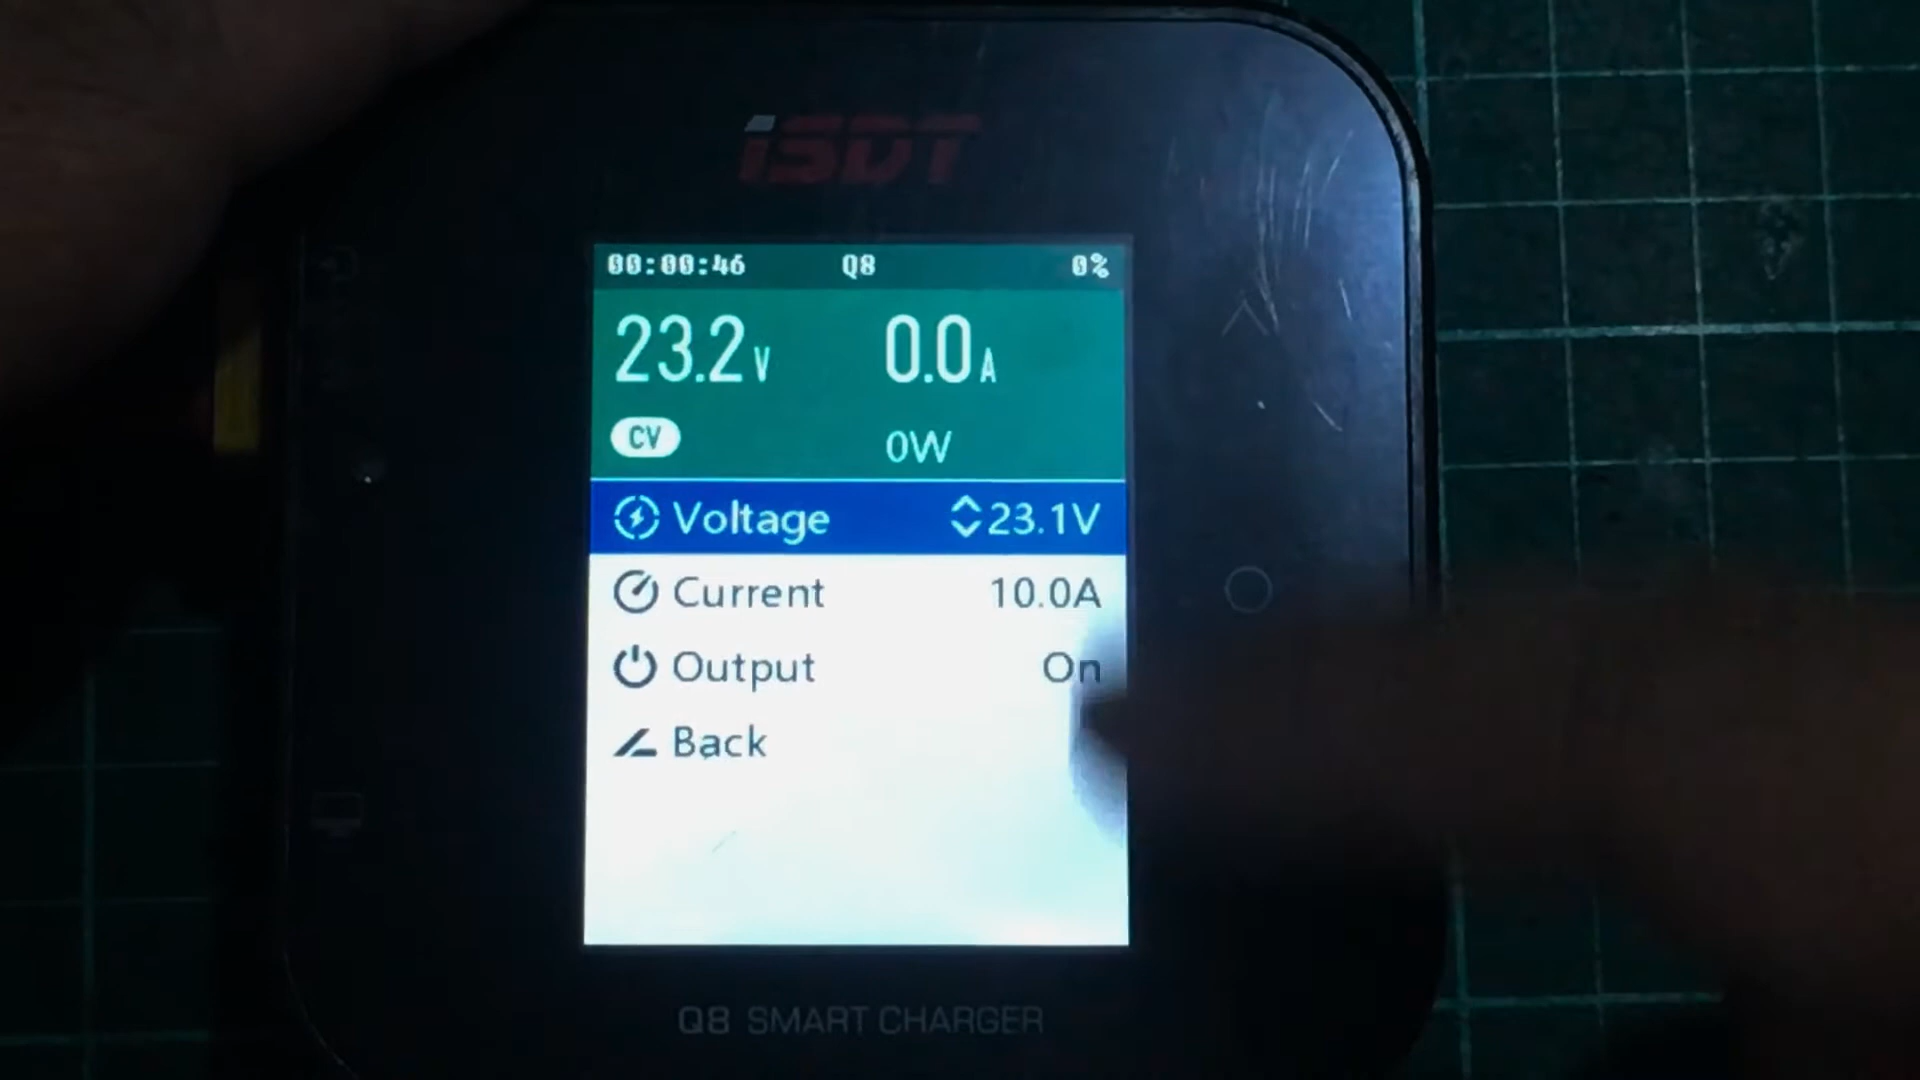 iSDT
00:00:46 Q8 0%
23.2V 0.0A
CV 0W
Voltage 23.1V
Current 10.0A
Output On
Back
Q8 SMART CHARGER